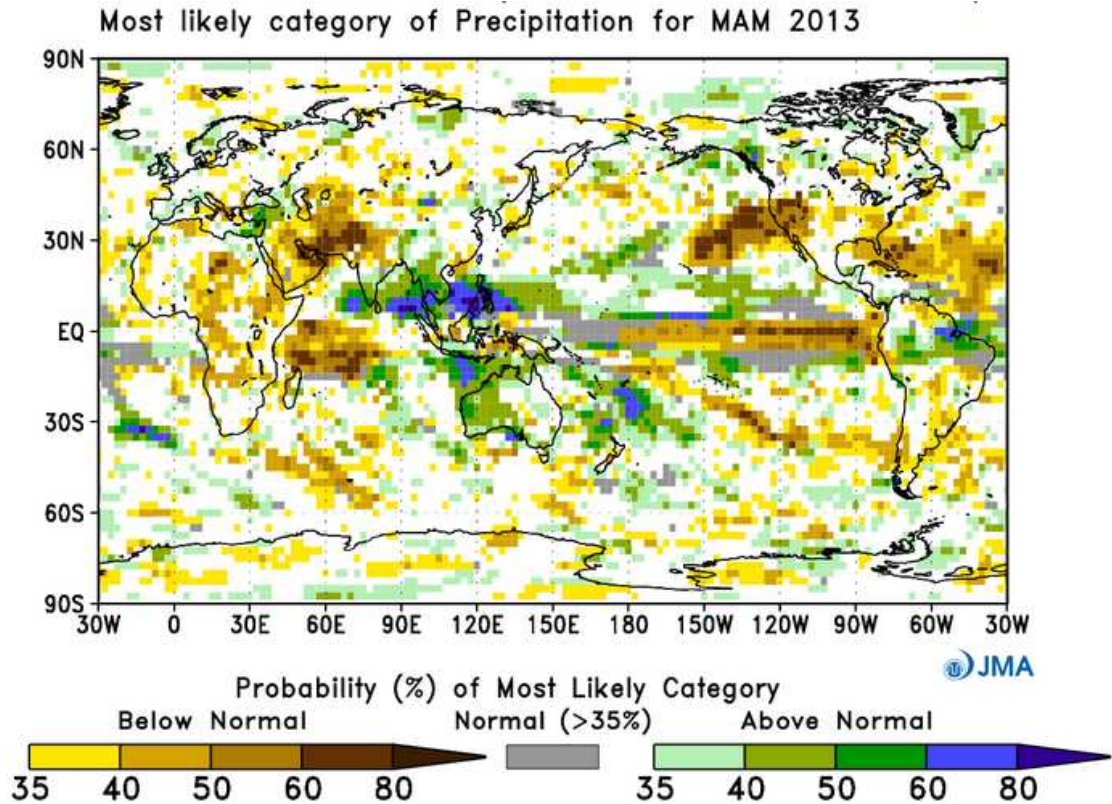 Most likely category of Precipitation for MAM 2013
90N
60N
30N
EQ
30S
60S
90S
30W 0 30E 60E 90E 120E 150E 180 150W 120W 90W 60W 30W
JMA
Probability (%) of Most Likely Category
Below Normal Normal (>35%) Above Normal
35 40 50 60 80 35 40 50 60 80